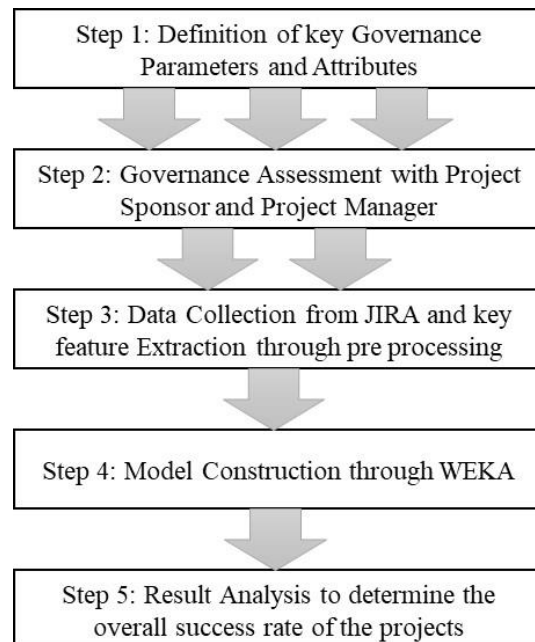 Step 1: Definition of key Governance
Parameters and Attributes
Step 2: Governance Assessment with Project
Sponsor and Project Manager
Step 3: Data Collection from JIRA and key
feature Extraction through pre processing
Step 4: Model Construction through WEKA
Step 5: Result Analysis to determine the
overall success rate of the projects